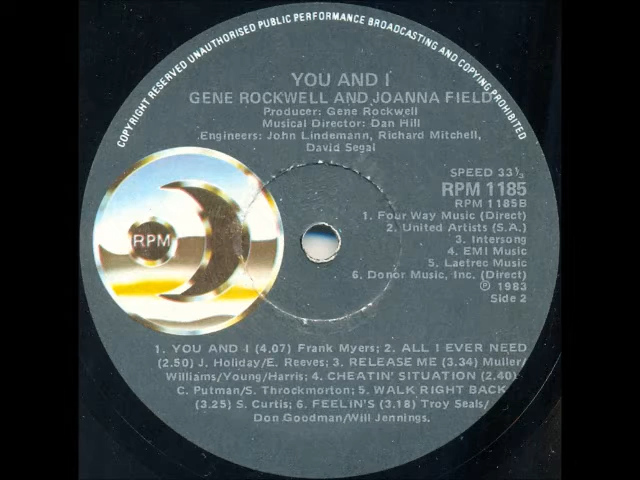 COPYRIGHT RESERVED UNAUTHORISED PUBLIC PERFORMANCE BROADCASTING AND COPYING PROHIBITED
YOU AND I
GENE ROCKWELL AND JOANNA FIELD
Producer: Gene Rockwell
Musical Director: Dan Hill
Engineers: John Lindemann, Richard Mitchell,
David Segal
SPEED 33⅓
RPM 1185
RPM 1185B
1. Four Way Music (Direct)
2. United Artists (S.A.)
3. Intersong
4. EMI Music
5. Laetrec Music
6. Donor Music, Inc. (Direct)
℗ 1983
Side 2
RPM
1. YOU AND I (4.07) Frank Myers; 2. ALL I EVER NEED
(2.50) J. Holiday/E. Reeves; 3. RELEASE ME (3.34) Muller/
Williams/Young/Harris; 4. CHEATIN' SITUATION (2.40)
C. Putman/S. Throckmorton; 5. WALK RIGHT BACK
(3.25) S. Curtis; 6. FEELIN'S (3.18) Troy Seals/
Don Goodman/Will Jennings.